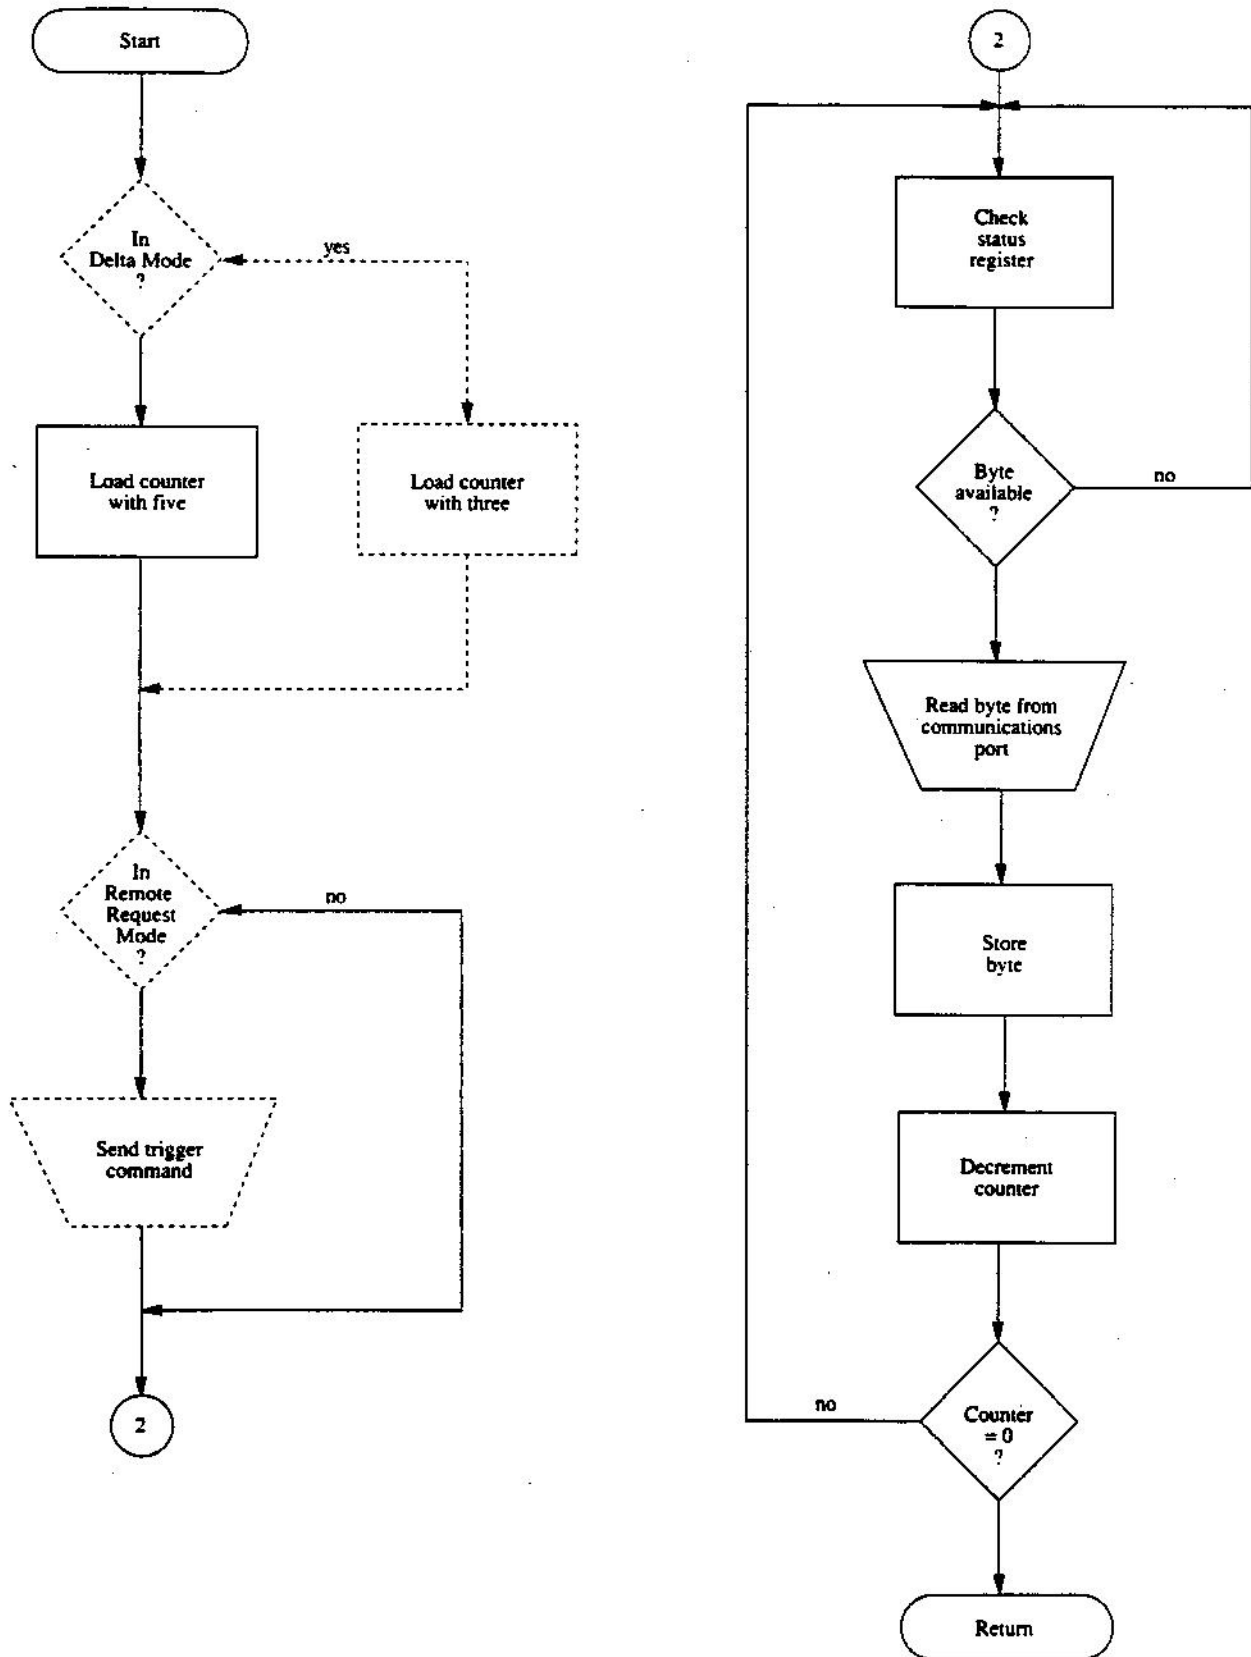 Start
In
Delta Mode
?
yes
Load counter
with five
Load counter
with three
In
Remote
Request
Mode
?
no
Send trigger
command
2
2
Check
status
register
Byte
available
?
no
Read byte from
communications
port
Store
byte
Decrement
counter
Counter
= 0
?
no
Return